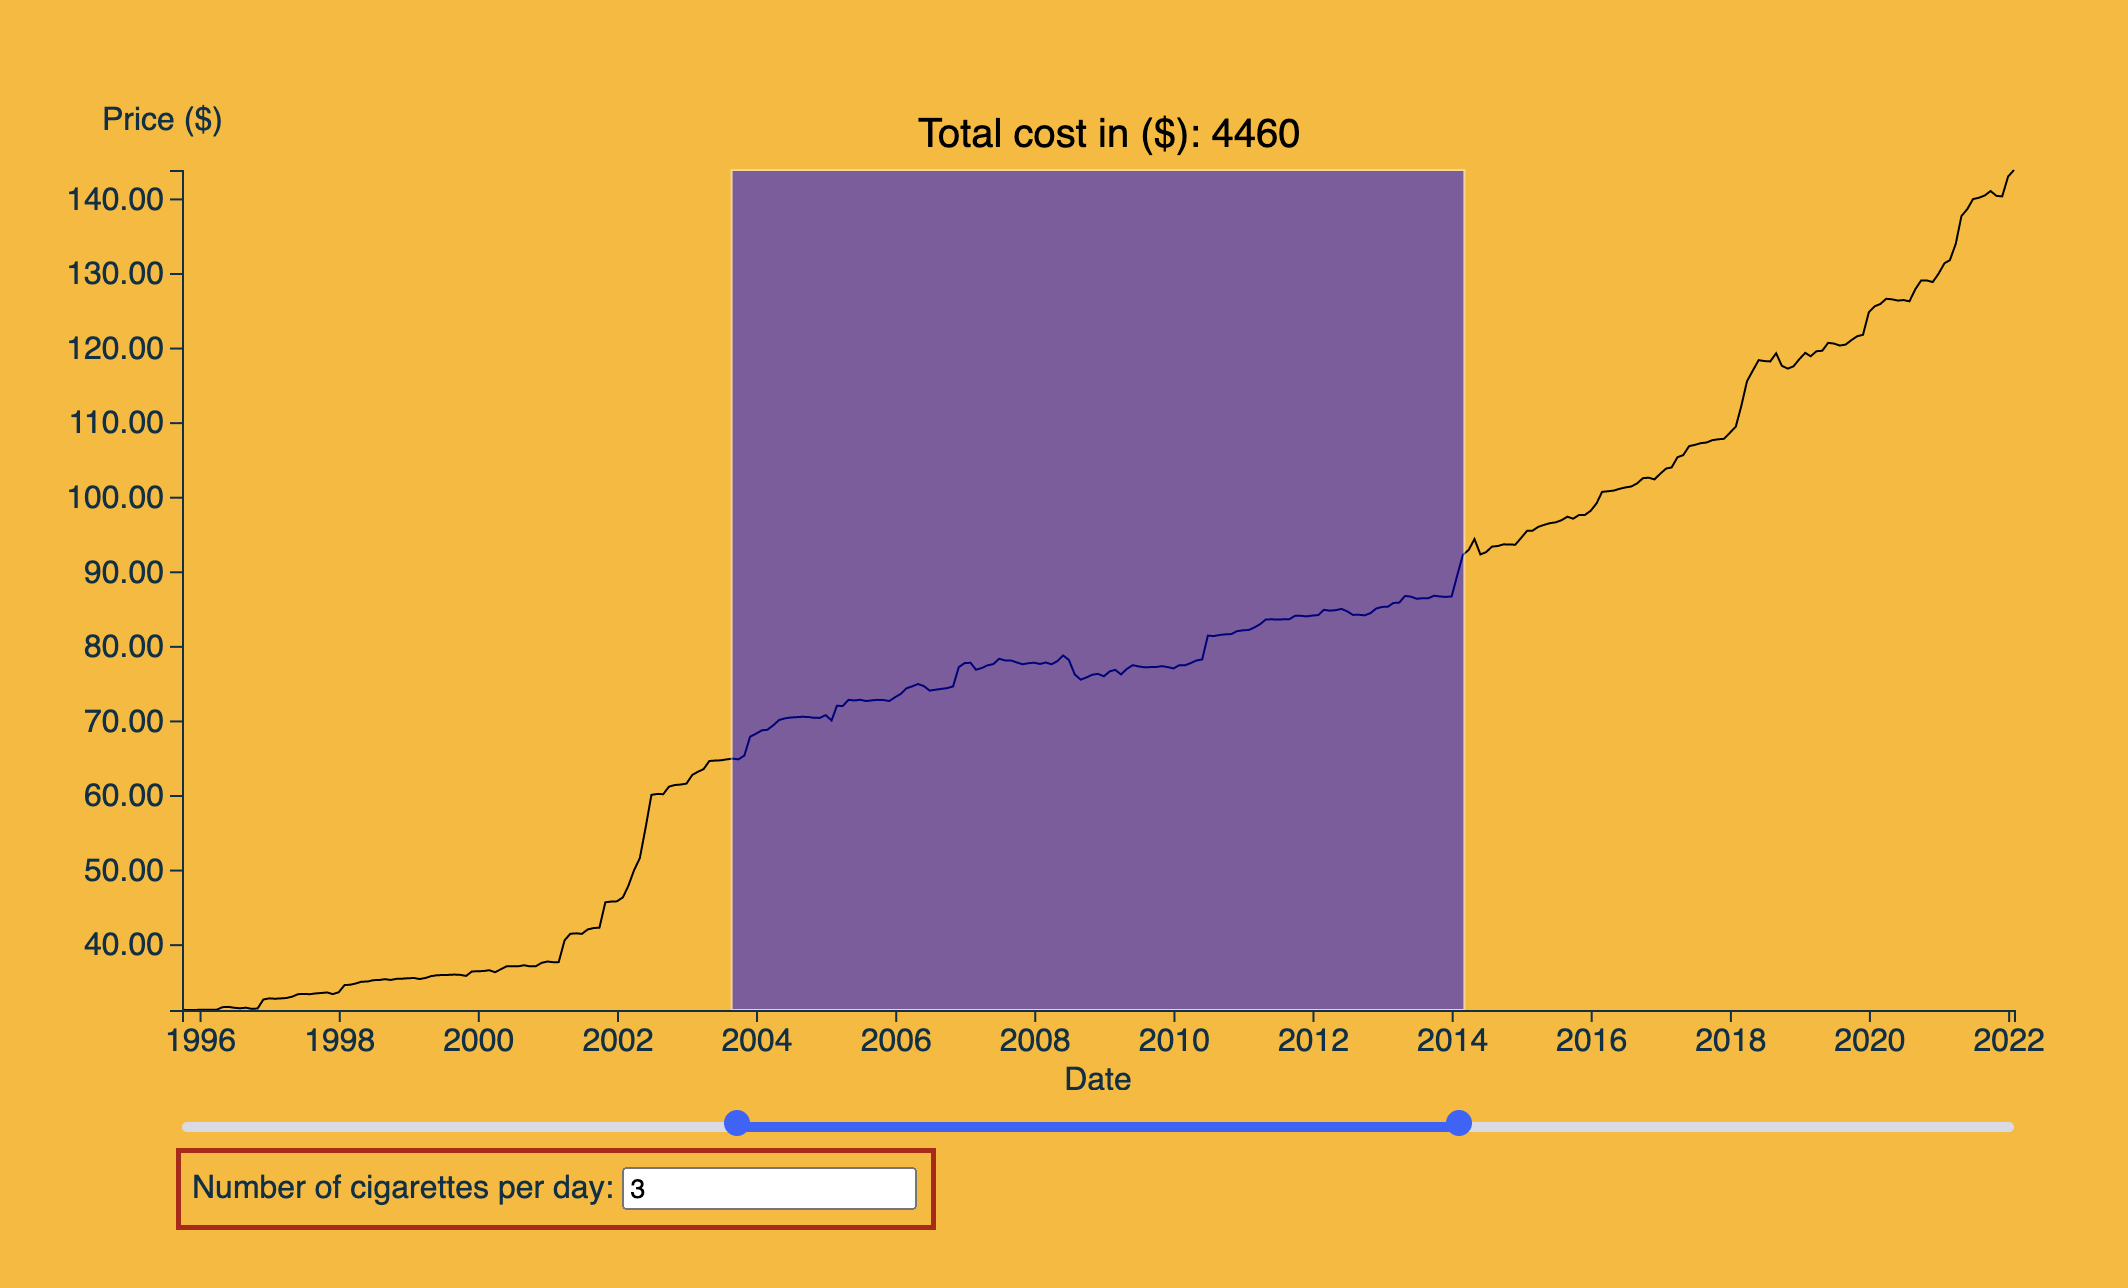 Price ($)
Total cost in ($): 4460
140.00
130.00
120.00
110.00
100.00
90.00
80.00
70.00
60.00
50.00
40.00
1996 1998 2000 2002 2004 2006 2008 2010 2012 2014 2016 2018 2020 2022
Date
Number of cigarettes per day: 3